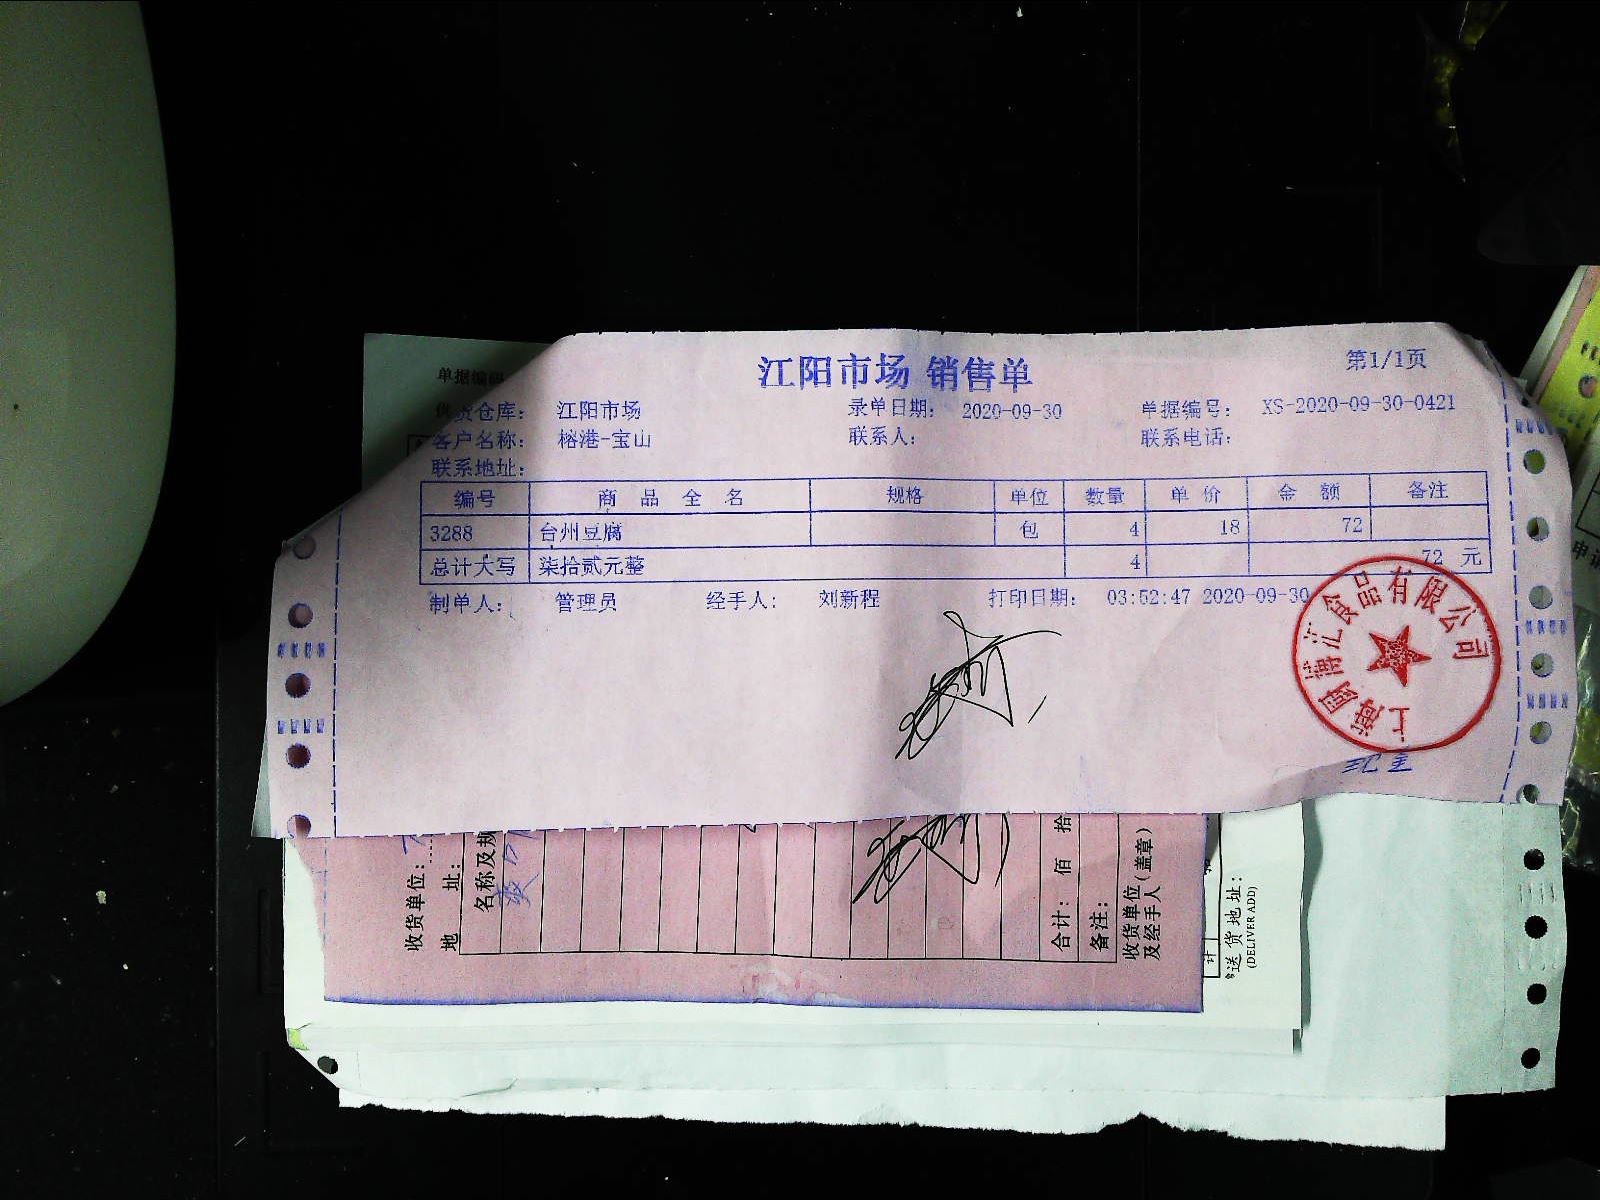 江阳市场 销售单
第1/1页
单据编码
供货仓库： 江阳市场 录单日期： 2020-09-30 单据编号： XS-2020-09-30-0421
客户名称： 榕港-宝山 联系人： 联系电话：
联系地址：
编号 商品全名 规格 单位 数量 单价 金额 备注
3288 台州豆腐 包 4 18 72
总计大写 柒拾贰元整 4 72 元
制单人： 管理员 经手人： 刘新程 打印日期： 03:52:47 2020-09-30
上海闽博汇食品有限公司
收货单位：
地 址：
名称及规
合计： 佰 拾
备注：
收货单位(盖章)
及经手人
计
送货地址：
(DELIVER ADD)